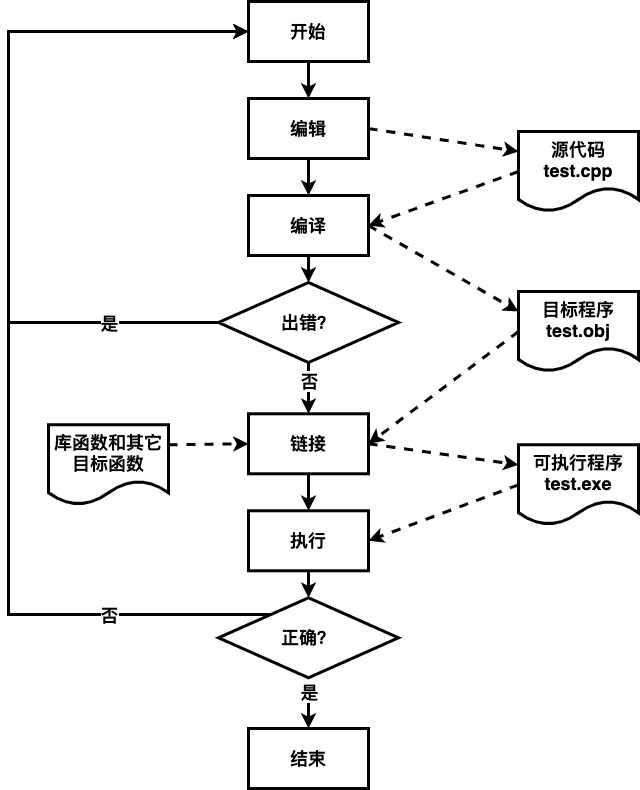 开始
编辑
源代码
test.cpp
编译
目标程序
test.obj
出错?
是
否
库函数和其它
目标函数
链接
可执行程序
test.exe
执行
否
正确?
是
结束